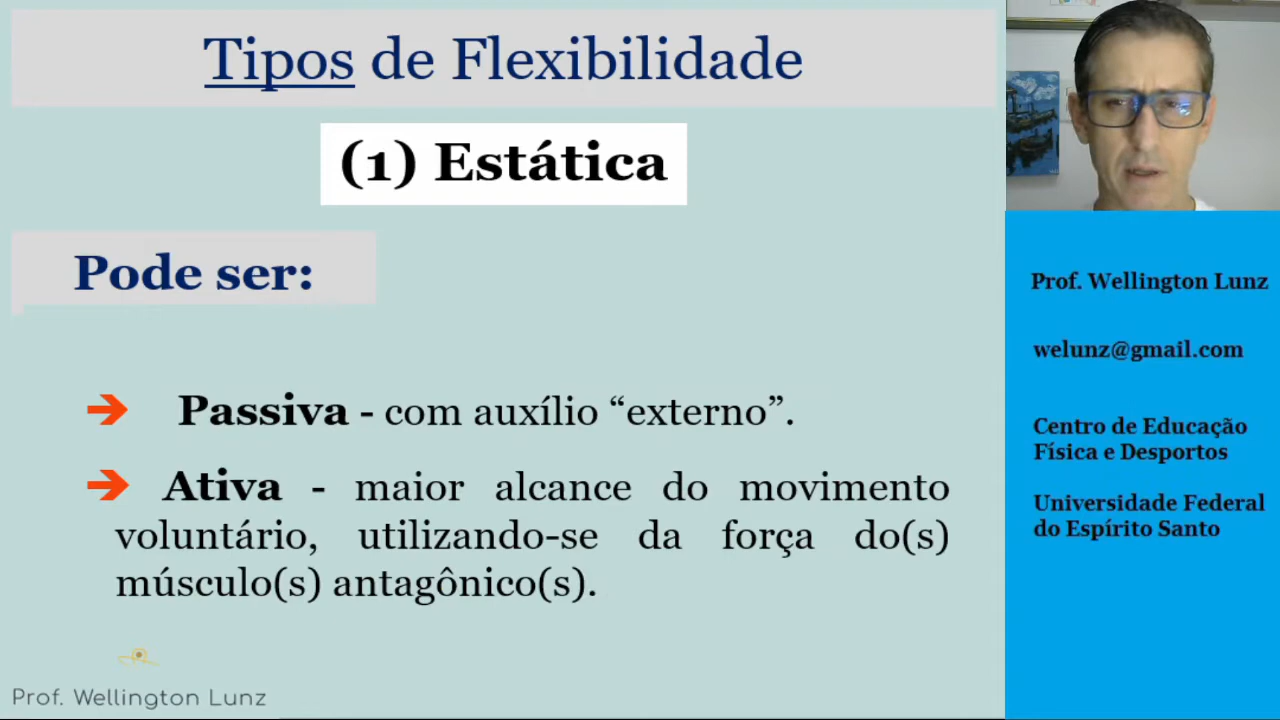 Tipos de Flexibilidade
(1) Estática
Pode ser:
➔ Passiva - com auxílio “externo”.
➔ Ativa - maior alcance do movimento
voluntário, utilizando-se da força do(s)
músculo(s) antagônico(s).
Prof. Wellington Lunz
Prof. Wellington Lunz
welunz@gmail.com
Centro de Educação
Física e Desportos
Universidade Federal
do Espírito Santo